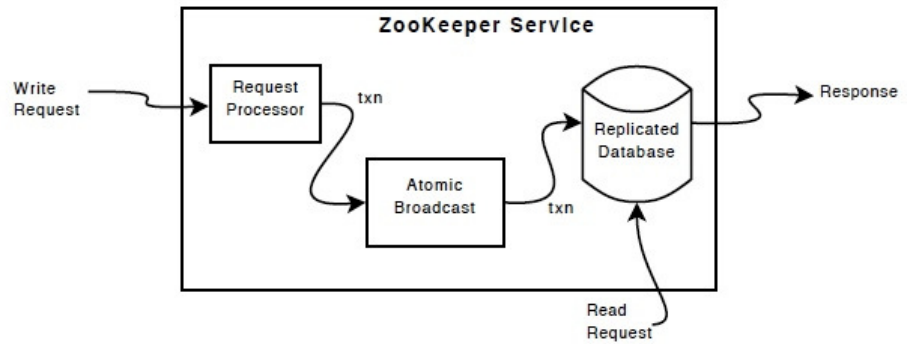 ZooKeeper Service
Write
Request
Request
Processor
txn
Atomic
Broadcast
txn
Replicated
Database
Response
Read
Request